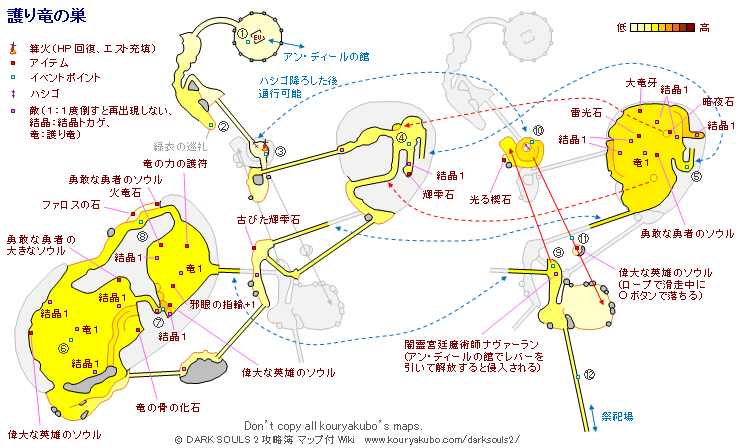 護り竜の巣
篝火(HP回復、エスト充填)
アイテム
イベントポイント
ハシゴ
敵(1:1度倒すと再出現しない、
結晶:結晶トカゲ、
竜:護り竜)
低
高
EV
①
アン・ディールの館
ハシゴ降ろした後
通行可能
②
緑衣の巡礼
③
④
結晶1
輝雫石
⑩
光る楔石
大竜牙
雷光石
結晶1
暗夜石
結晶1
結晶1
竜1
⑤
勇敢な勇者のソウル
竜の力の護符
勇敢な勇者のソウル
火竜石
ファロスの石
古びた輝雫石
勇敢な勇者の
大きなソウル
⑧
結晶1
竜1
結晶1
結晶1
邪眼の指輪+1
竜1
⑦
⑥
結晶1
結晶1
偉大な英雄のソウル
竜の骨の化石
偉大な英雄のソウル
⑨
⑪
偉大な英雄のソウル
(ロープで滑走中に
○ボタンで落ちる)
結晶1
闇霊宮廷魔術師ナヴァーラン
(アン・ディールの館でレバーを
引いて解放すると侵入される)
⑫
祭祀場
Don't copy all kouryakubo's maps.
© DARK SOULS 2 攻略簿 マップ付 Wiki www.kouryakubo.com/darksouls2/